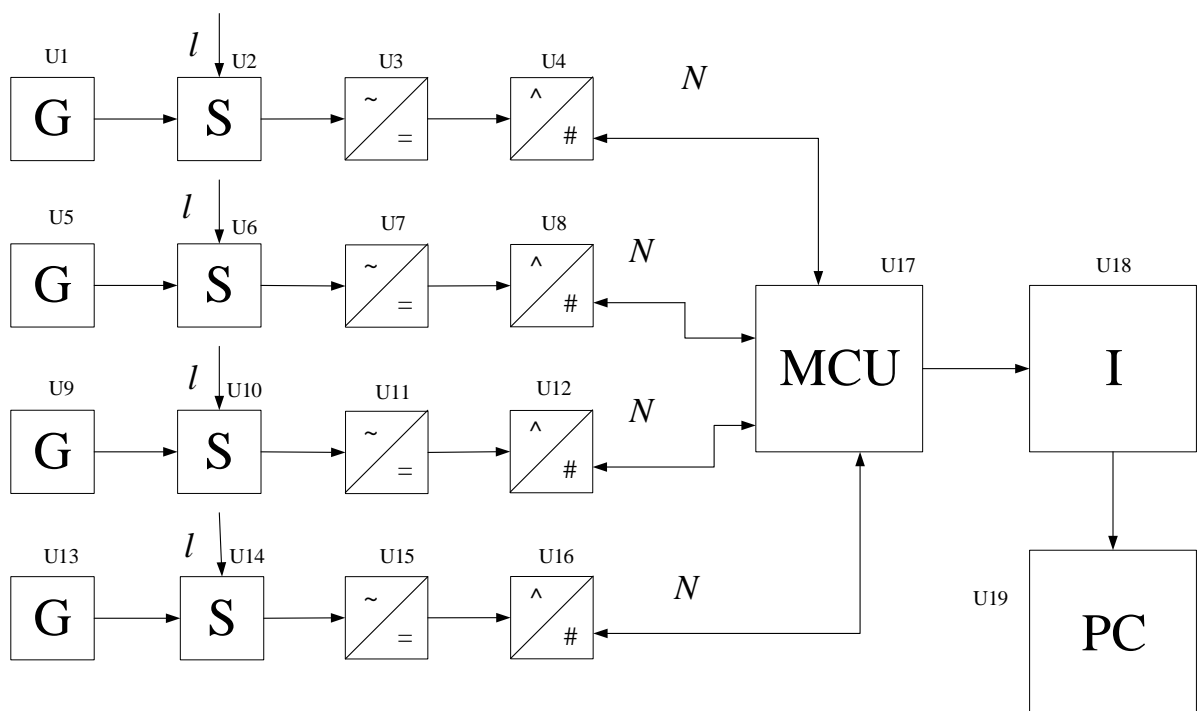 l
U1 U2 U3 U4 N
G S ~ = ^ #
l
U5 U6 U7 U8 N
G S ~ = ^ #
U17 U18
MCU I
l
U9 U10 U11 U12 N
G S ~ = ^ #
l
U13 U14 U15 U16 N
G S ~ = ^ #
U19
PC